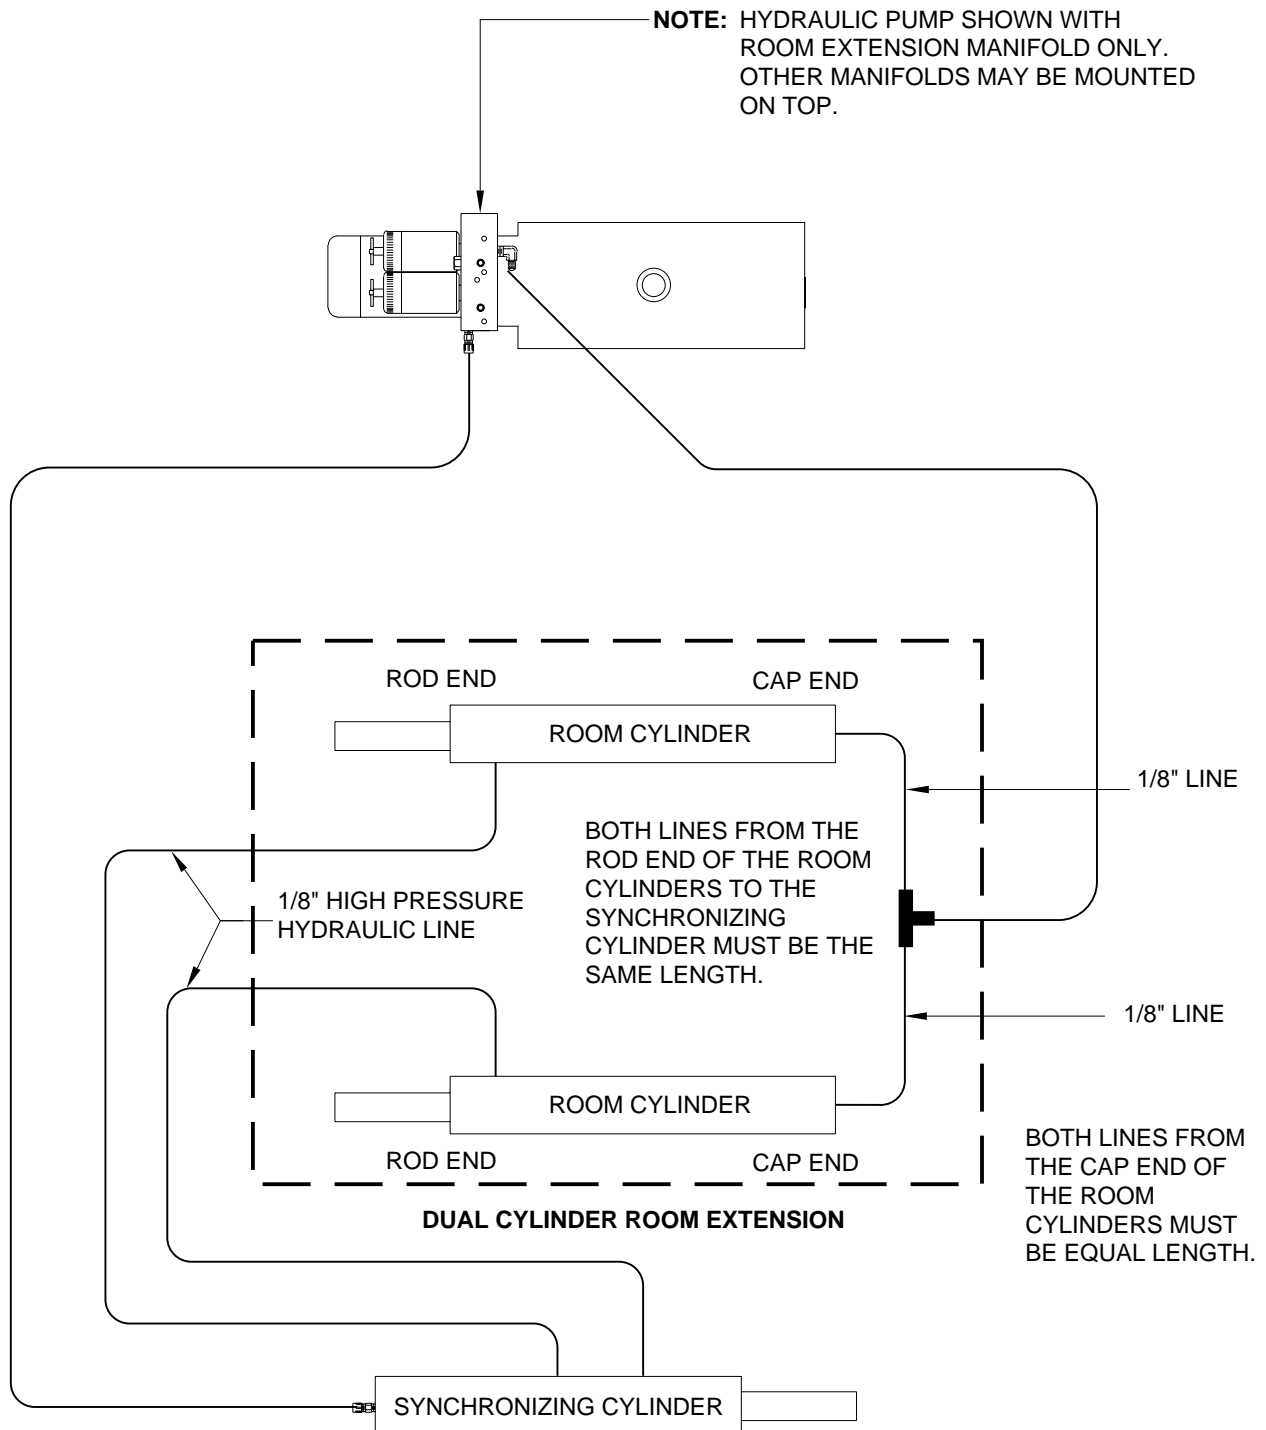 NOTE: HYDRAULIC PUMP SHOWN WITH
ROOM EXTENSION MANIFOLD ONLY.
OTHER MANIFOLDS MAY BE MOUNTED
ON TOP.
ROD END
CAP END
ROOM CYLINDER
1/8" LINE
BOTH LINES FROM THE
ROD END OF THE ROOM
CYLINDERS TO THE
SYNCHRONIZING
CYLINDER MUST BE THE
SAME LENGTH.
1/8" HIGH PRESSURE
HYDRAULIC LINE
1/8" LINE
ROOM CYLINDER
ROD END
CAP END
BOTH LINES FROM
THE CAP END OF
THE ROOM
CYLINDERS MUST
BE EQUAL LENGTH.
DUAL CYLINDER ROOM EXTENSION
SYNCHRONIZING CYLINDER